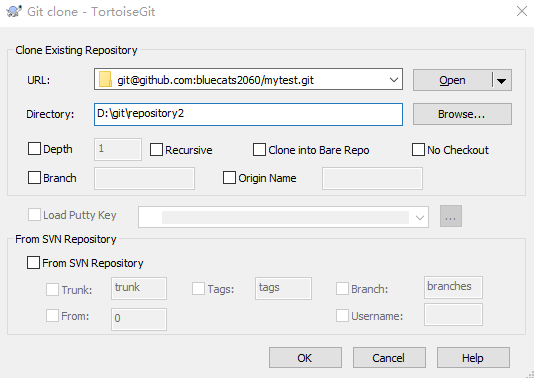 Git clone - TortoiseGit
Clone Existing Repository
URL: git@github.com:bluecats2060/mytest.git Open
Directory: D:\git\repository2 Browse...
Depth 1 Recursive Clone into Bare Repo No Checkout
Branch Origin Name
Load Putty Key ...
From SVN Repository
From SVN Repository
Trunk: trunk Tags: tags Branch: branches
From: 0 Username:
OK Cancel Help